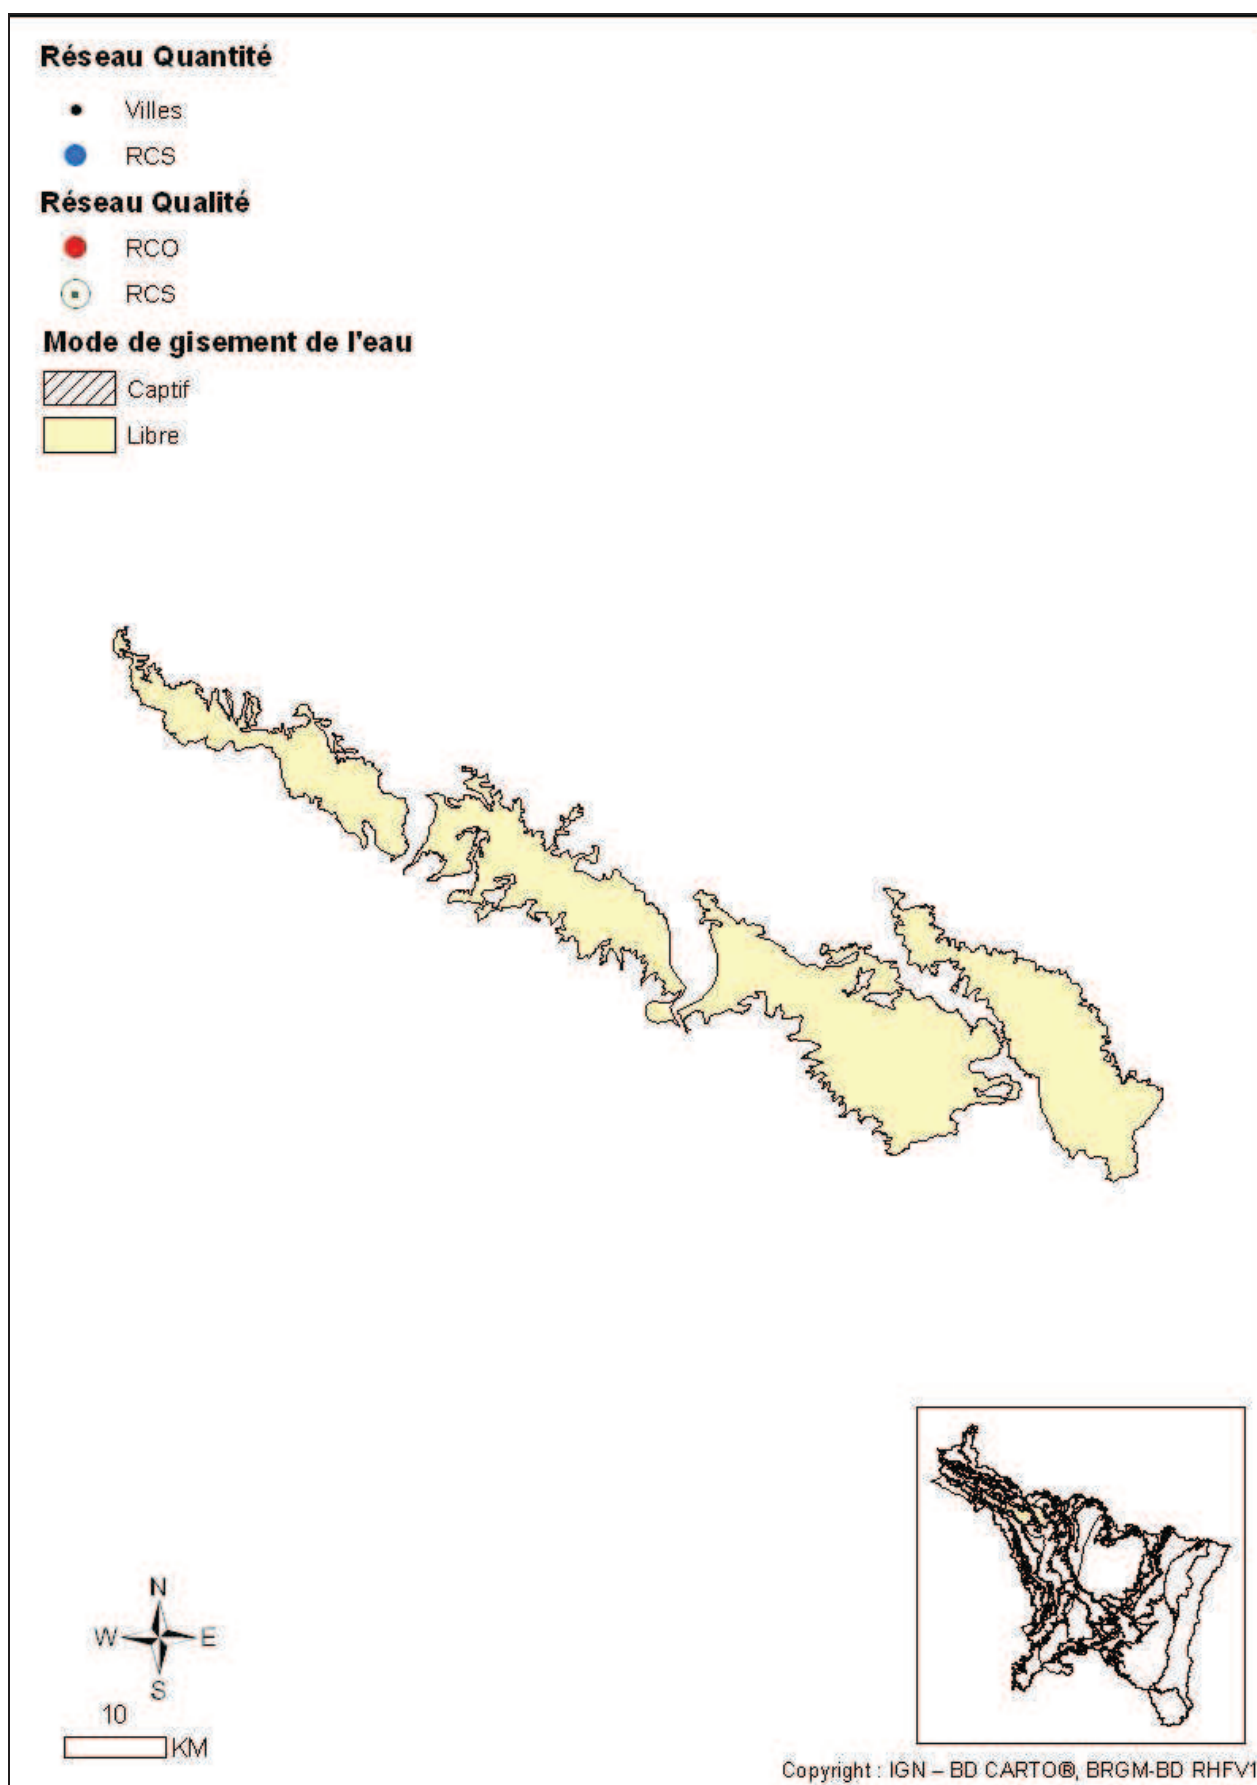 Réseau Quantité
Villes
RCS
Réseau Qualité
RCO
RCS
Mode de gisement de l'eau
Captif
Libre
N
W E
S
10
KM
Copyright : IGN – BD CARTO®, BRGM-BD RHFV1